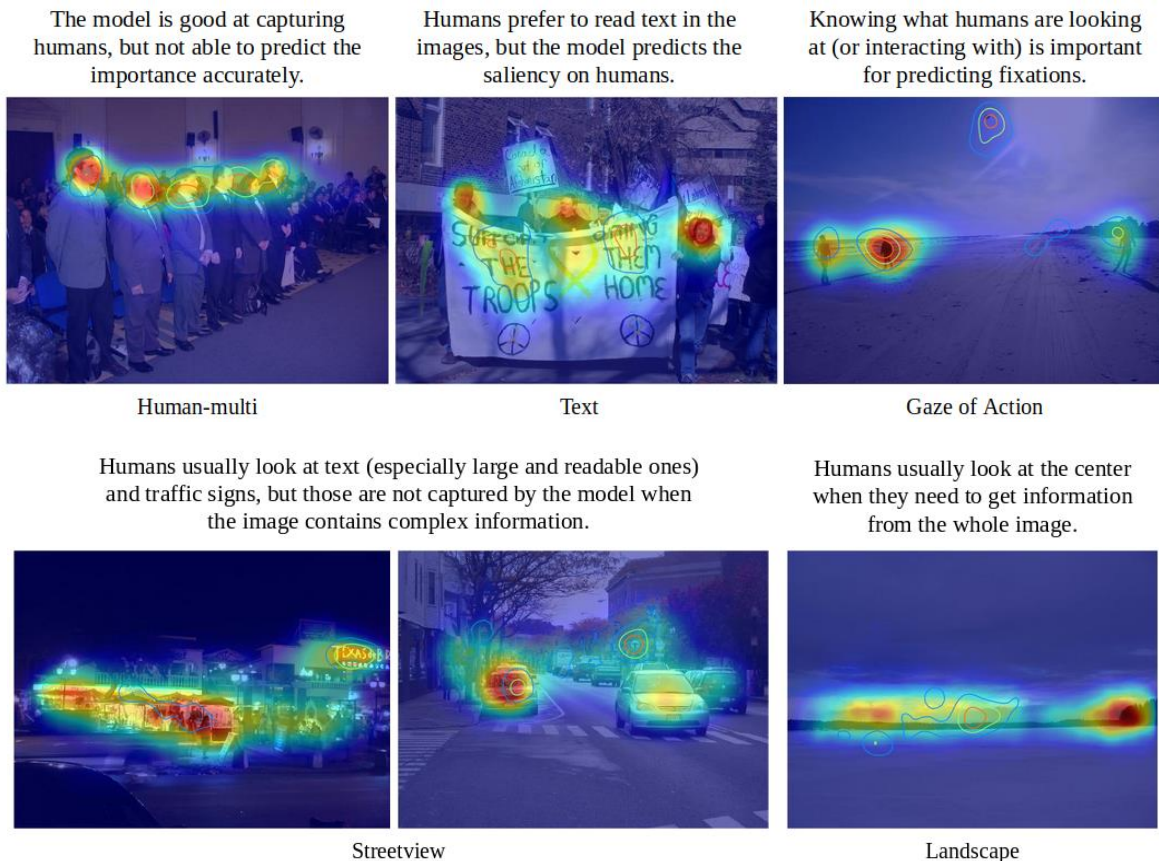 The model is good at capturing
humans, but not able to predict the
importance accurately.
Humans prefer to read text in the
images, but the model predicts the
saliency on humans.
Knowing what humans are looking
at (or interacting with) is important
for predicting fixations.
SUPPORT
THE
TROOPS
BRING
THEM
HOME
Human-multi
Text
Gaze of Action
Humans usually look at text (especially large and readable ones)
and traffic signs, but those are not captured by the model when
the image contains complex information.
Humans usually look at the center
when they need to get information
from the whole image.
TEXAS
Streetview
Landscape